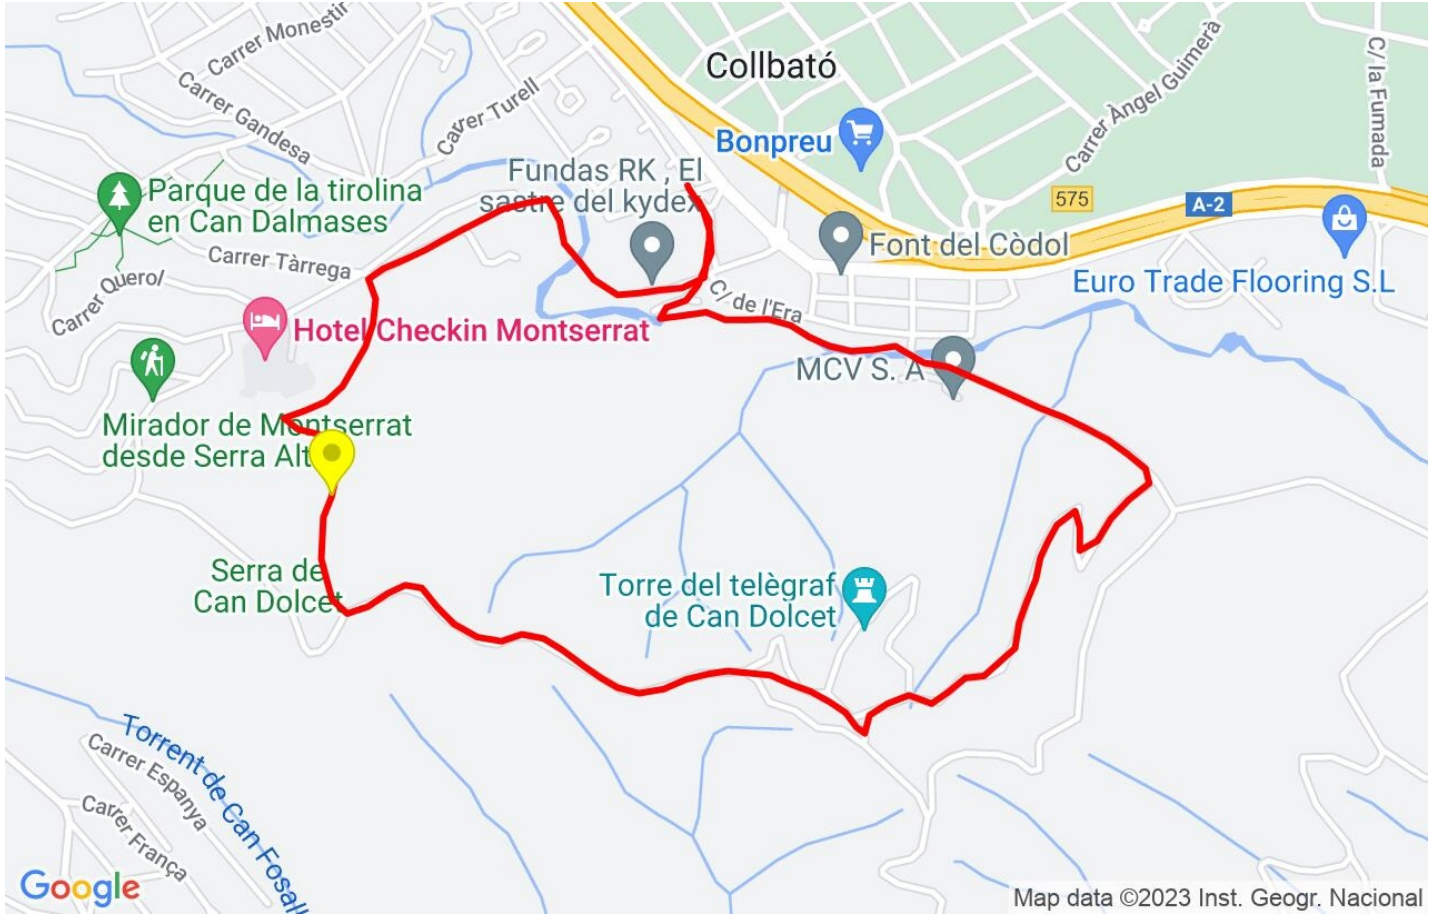 Carrer Monestir
Collbató
Carrer Àngel Guimerà
C/ la Fumada
Carrer Gandesa
Carrer Turell
Bonpreu
Fundas RK , El
sastre del kydex
Parque de la tirolina
en Can Dalmases
575
A-2
Font del Còdol
Carrer Tàrrega
Carrer Querol
Euro Trade Flooring S.L
C/ de l'Era
Hotel Checkin Montserrat
MCV S. A
Mirador de Montserrat
desde Serra Alt
Serra de
Can Dolcet
Torre del telègraf
de Can Dolcet
Torrent de Can Fosall
Carrer Espanya
Carrer França
Google
Map data ©2023 Inst. Geogr. Nacional